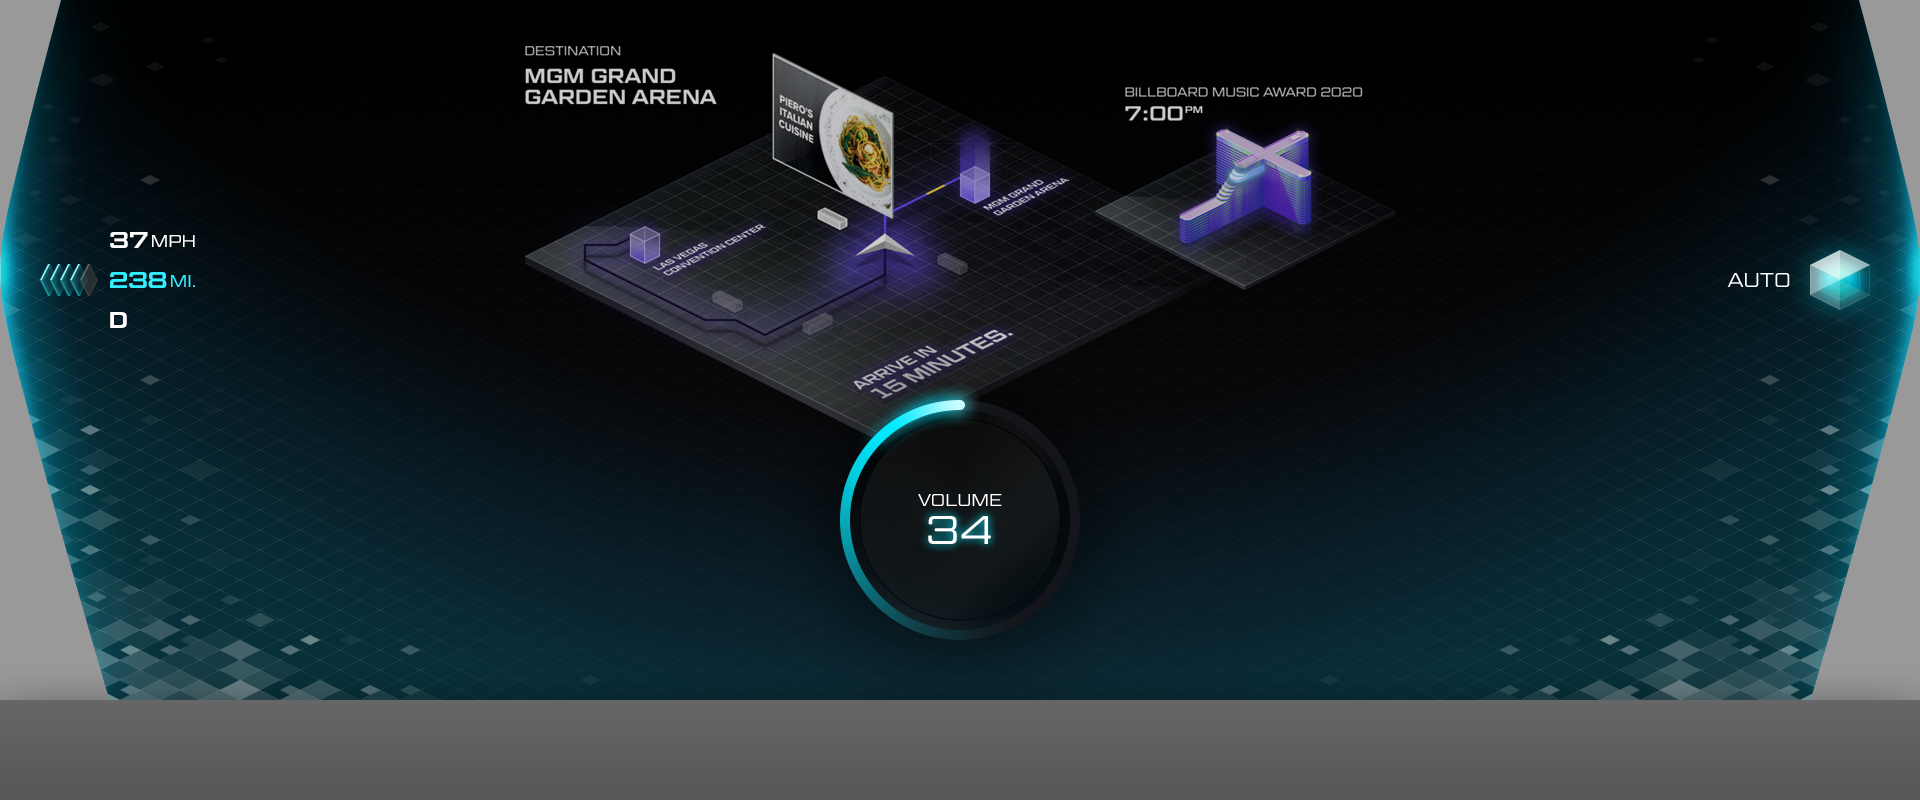 DESTINATION
MGM GRAND
GARDEN ARENA
PIERO'S
ITALIAN
CUISINE
BILLBOARD MUSIC AWARD 2020
7:00PM
MGM GRAND
GARDEN ARENA
LAS VEGAS
CONVENTION CENTER
37 MPH
238 MI.
D
AUTO
ARRIVE IN
15 MINUTES.
VOLUME
34